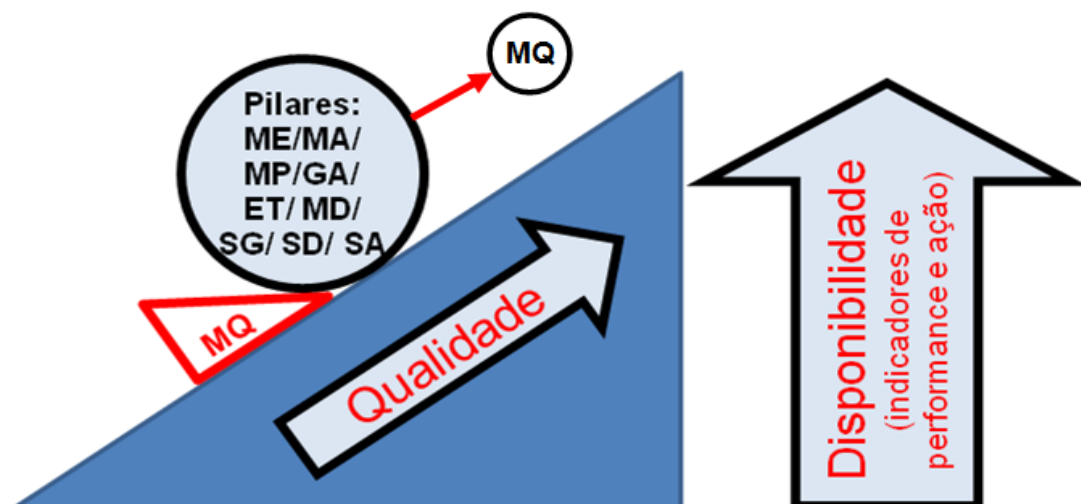 MQ
Pilares:
ME/MA/
MP/GA/
ET/ MD/
SG/ SD/ SA
MQ
Qualidade
Disponibilidade
(indicadores de
performance e ação)